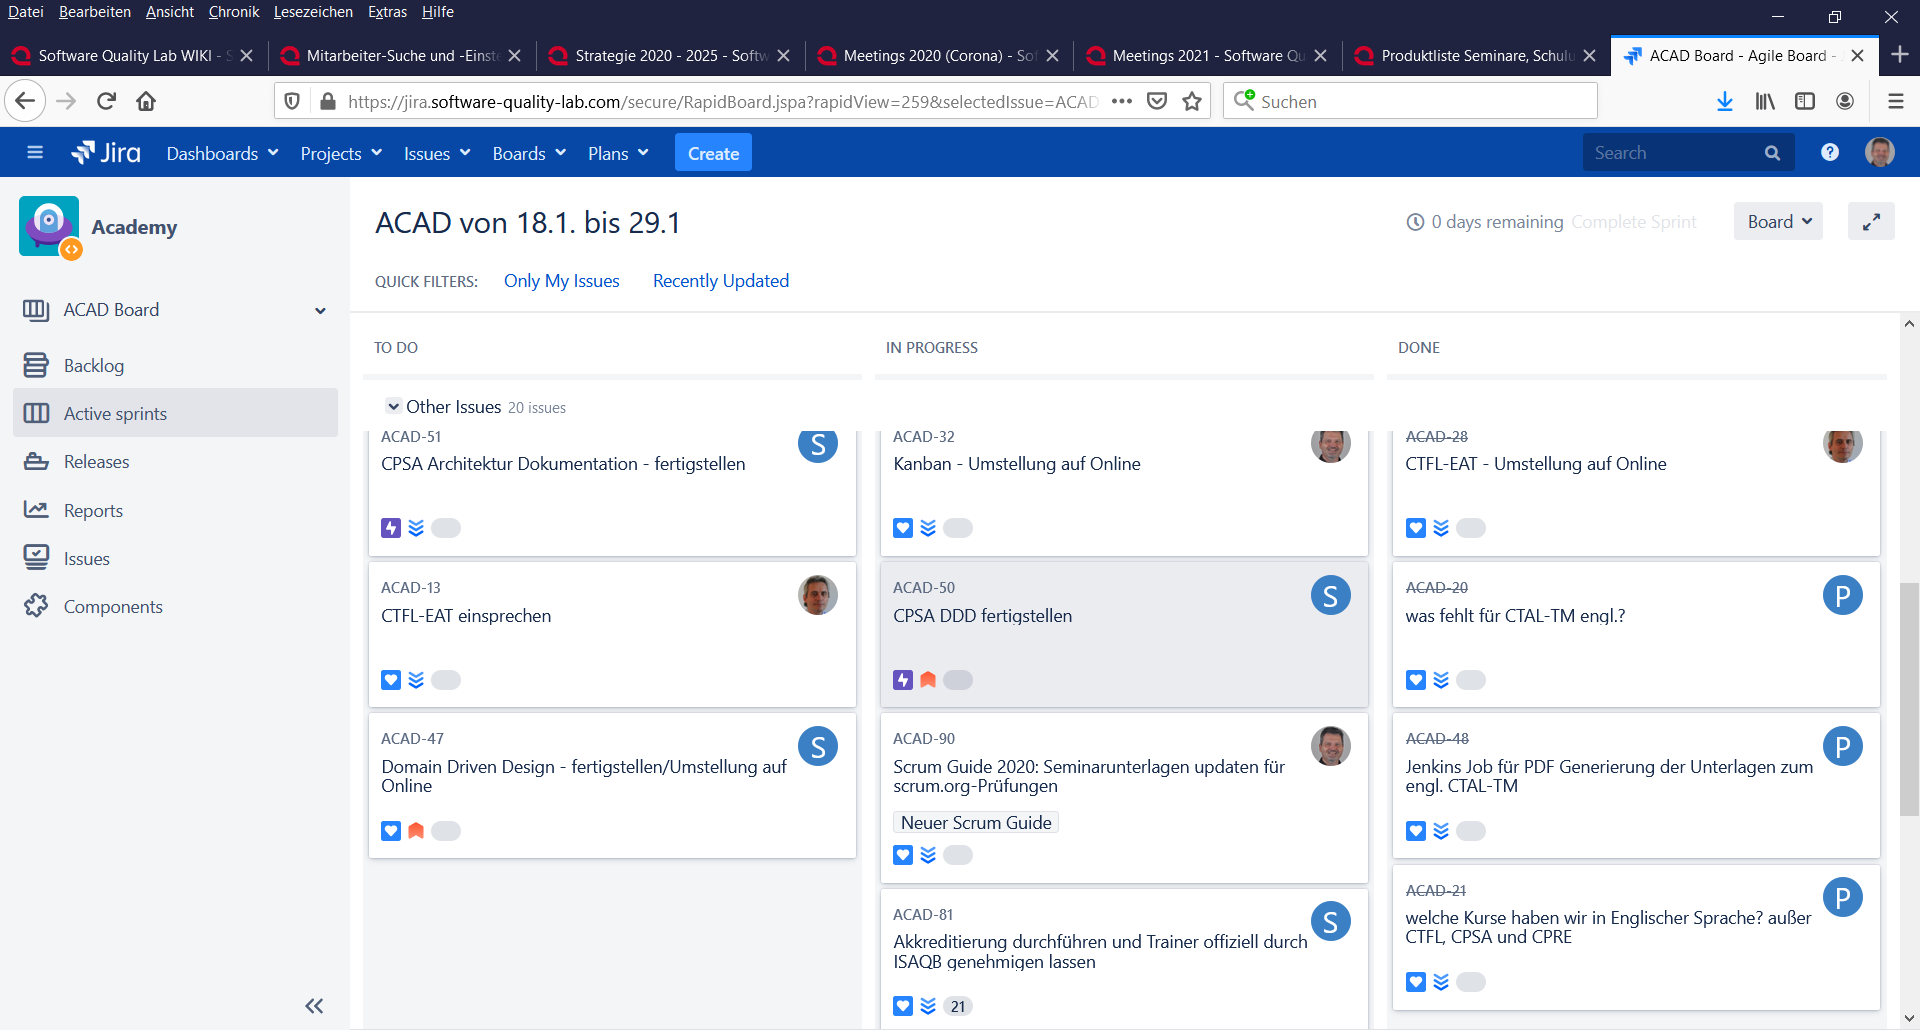 Datei Bearbeiten Ansicht Chronik Lesezeichen Extras Hilfe
Software Quality Lab WIKI - S
Mitarbeiter-Suche und -Einste
Strategie 2020 - 2025 - Softw
Meetings 2020 (Corona) - Sof
Meetings 2021 - Software Qu
Produktliste Seminare, Schulu
ACAD Board - Agile Board -
https://jira.software-quality-lab.com/secure/RapidBoard.jspa?rapidView=259&selectedIssue=ACAD
Suchen
Jira Dashboards Projects Issues Boards Plans Create Search
Academy
ACAD Board
Backlog
Active sprints
Releases
Reports
Issues
Components
ACAD von 18.1. bis 29.1
0 days remaining Complete Sprint Board
QUICK FILTERS: Only My Issues Recently Updated
TO DO IN PROGRESS DONE
Other Issues 20 issues
ACAD-51
S
CPSA Architektur Dokumentation - fertigstellen
ACAD-13
CTFL-EAT einsprechen
ACAD-47
S
Domain Driven Design - fertigstellen/Umstellung auf
Online
ACAD-32
Kanban - Umstellung auf Online
ACAD-50
S
CPSA DDD fertigstellen
ACAD-90
Scrum Guide 2020: Seminarunterlagen updaten für
scrum.org-Prüfungen
Neuer Scrum Guide
ACAD-81
S
Akkreditierung durchführen und Trainer offiziell durch
ISAQB genehmigen lassen
21
ACAD-28
CTFL-EAT - Umstellung auf Online
ACAD-20
P
was fehlt für CTAL-TM engl.?
ACAD-48
P
Jenkins Job für PDF Generierung der Unterlagen zum
engl. CTAL-TM
ACAD-21
P
welche Kurse haben wir in Englischer Sprache? außer
CTFL, CPSA und CPRE